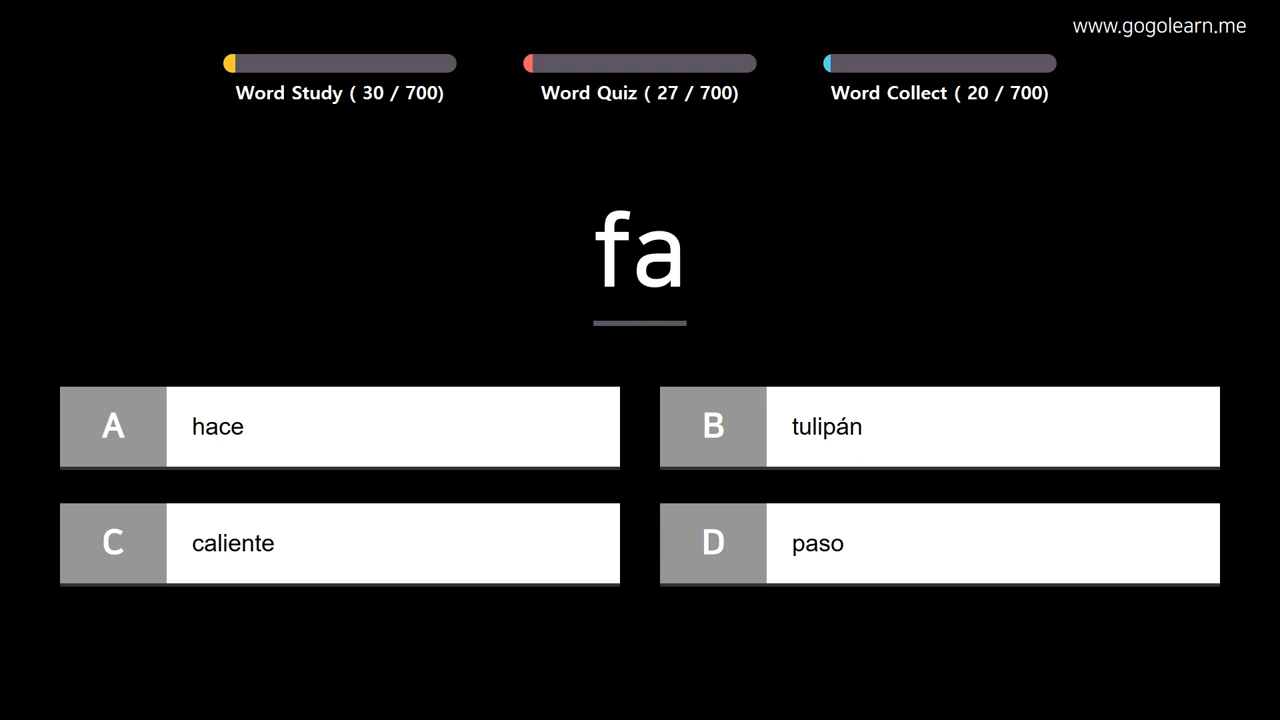 www.gogolearn.me
Word Study ( 30 / 700)
Word Quiz ( 27 / 700)
Word Collect ( 20 / 700)
fa
A hace
B tulipán
C caliente
D paso